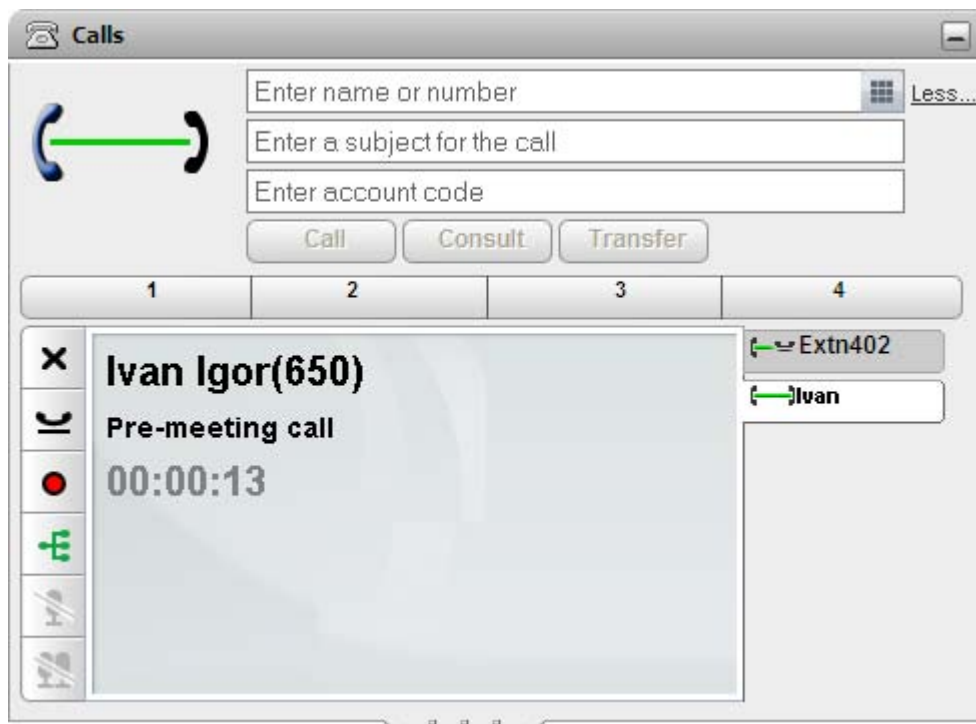 Calls
Enter name or number
Less...
Enter a subject for the call
Enter account code
Call Consult Transfer
1 2 3 4
Ivan Igor(650)
Pre-meeting call
00:00:13
Extn402
Ivan